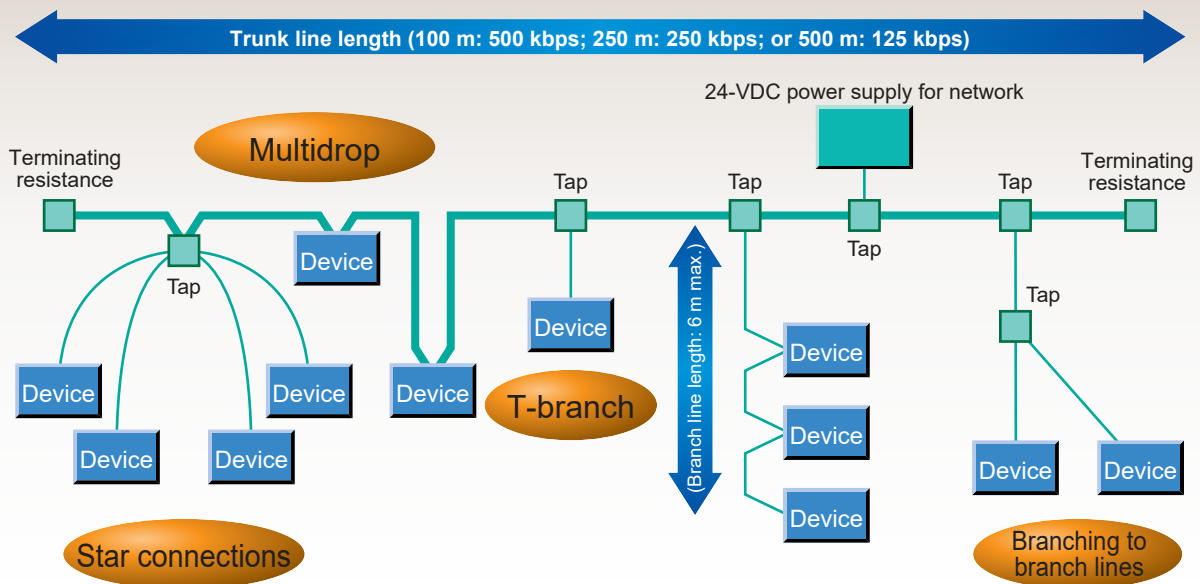 Trunk line length (100 m: 500 kbps; 250 m: 250 kbps; or 500 m: 125 kbps)
24-VDC power supply for network
Multidrop
Terminating
resistance
Tap
Tap
Tap
Terminating
resistance
Device
Tap
Tap
Tap
Device
Device
Device
Device
Device
Device
T-branch
(Branch line length: 6 m max.)
Device
Device
Device
Device
Device
Device
Star connections
Branching to
branch lines